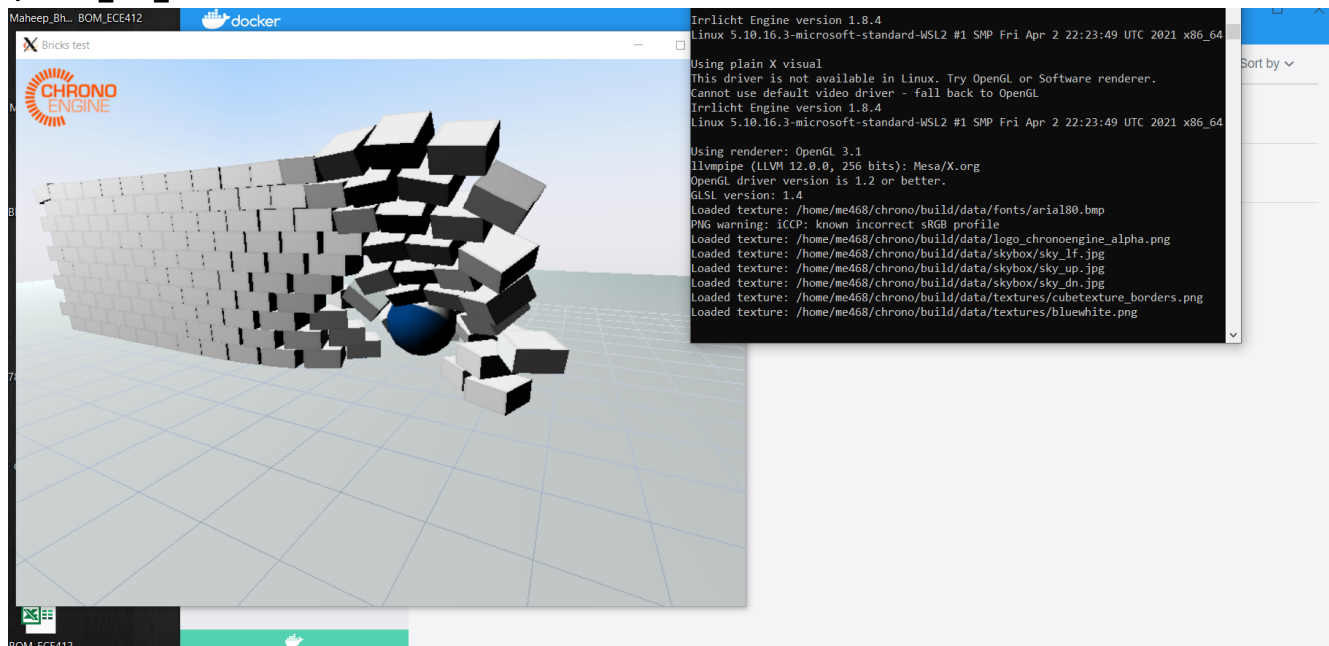 Maheep_Bh... BOM_ECE412
docker
Bricks test
CHRONO
ENGINE
Irrlicht Engine version 1.8.4
Linux 5.10.16.3-microsoft-standard-WSL2 #1 SMP Fri Apr 2 22:23:49 UTC 2021 x86_64
Using plain X visual
This driver is not available in Linux. Try OpenGL or Software renderer.
Cannot use default video driver - fall back to OpenGL
Irrlicht Engine version 1.8.4
Linux 5.10.16.3-microsoft-standard-WSL2 #1 SMP Fri Apr 2 22:23:49 UTC 2021 x86_64
Using renderer: OpenGL 3.1
llvmpipe (LLVM 12.0.0, 256 bits): Mesa/X.org
OpenGL driver version is 1.2 or better.
GLSL version: 1.4
Loaded texture: /home/me468/chrono/build/data/fonts/arial80.bmp
PNG warning: iCCP: known incorrect sRGB profile
Loaded texture: /home/me468/chrono/build/data/logo_chronoengine_alpha.png
Loaded texture: /home/me468/chrono/build/data/skybox/sky_lf.jpg
Loaded texture: /home/me468/chrono/build/data/skybox/sky_up.jpg
Loaded texture: /home/me468/chrono/build/data/skybox/sky_dn.jpg
Loaded texture: /home/me468/chrono/build/data/textures/cubetexture_borders.png
Loaded texture: /home/me468/chrono/build/data/textures/bluewhite.png
Sort by
BOM_ECE412